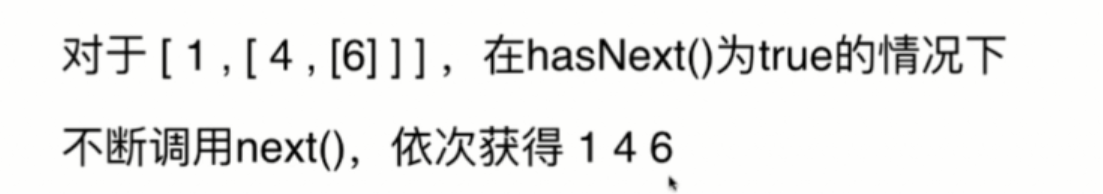 对于 [ 1 , [ 4 , [6] ] ] ，在hasNext()为true的情况下
不断调用next()，依次获得 1 4 6